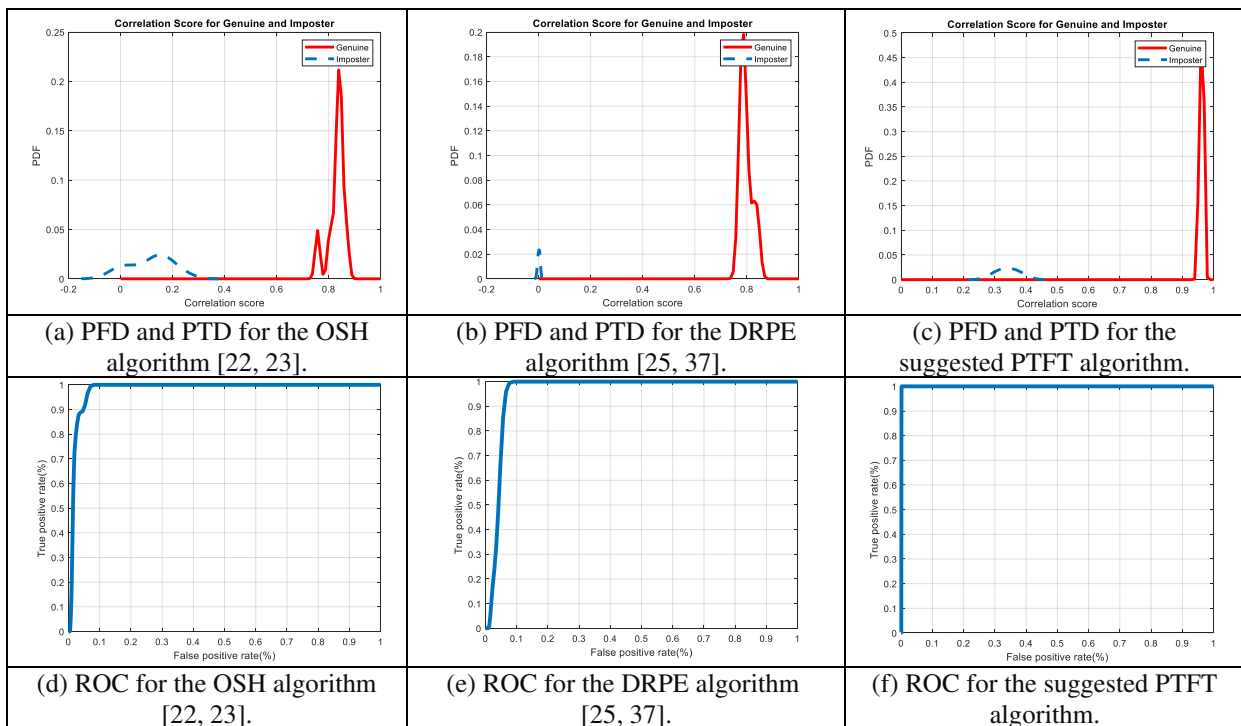 Correlation Score for Genuine and Imposter
Genuine
Imposter
0.25
0.2
0.15
0.1
0.05
0
PDF
-0.2 0 0.2 0.4 0.6 0.8 1
Correlation score
Correlation Score for Genuine and Imposter
Genuine
Imposter
0.2
0.18
0.16
0.14
0.12
0.1
0.08
0.06
0.04
0.02
0
PDF
-0.2 0 0.2 0.4 0.6 0.8 1
Correlation score
Correlation Score for Genuine and Imposter
Genuine
Imposter
0.5
0.45
0.4
0.35
0.3
0.25
0.2
0.15
0.1
0.05
0
PDF
0 0.1 0.2 0.3 0.4 0.5 0.6 0.7 0.8 0.9 1
Correlation score
(a) PFD and PTD for the OSH
algorithm [22, 23].
(b) PFD and PTD for the DRPE
algorithm [25, 37].
(c) PFD and PTD for the
suggested PTFT algorithm.
1
0.9
0.8
0.7
0.6
0.5
0.4
0.3
0.2
0.1
0
True positive rate(%)
0 0.1 0.2 0.3 0.4 0.5 0.6 0.7 0.8 0.9 1
False positive rate(%)
1
0.9
0.8
0.7
0.6
0.5
0.4
0.3
0.2
0.1
0
True positive rate(%)
0 0.1 0.2 0.3 0.4 0.5 0.6 0.7 0.8 0.9 1
False positive rate(%)
1
0.9
0.8
0.7
0.6
0.5
0.4
0.3
0.2
0.1
0
True positive rate(%)
0 0.1 0.2 0.3 0.4 0.5 0.6 0.7 0.8 0.9 1
False positive rate(%)
(d) ROC for the OSH algorithm
[22, 23].
(e) ROC for the DRPE algorithm
[25, 37].
(f) ROC for the suggested PTFT
algorithm.